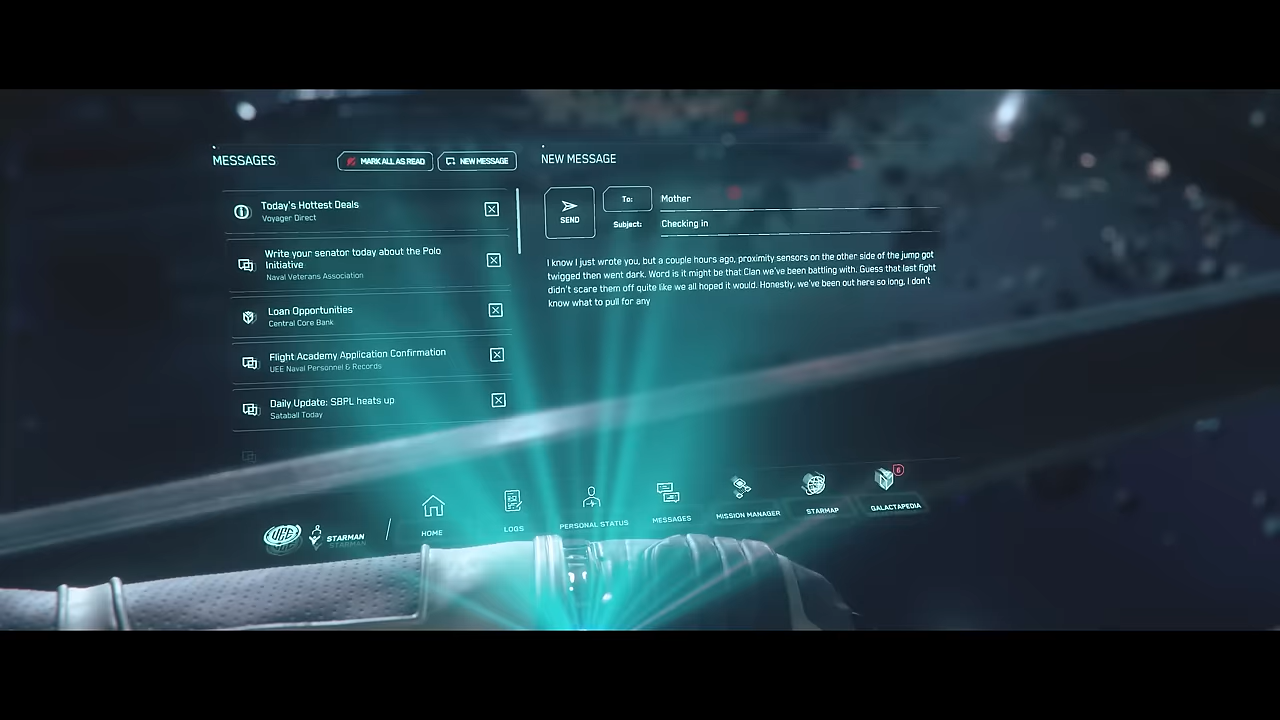 MESSAGES
MARK ALL AS READ
NEW MESSAGE
Today's Hottest Deals
Voyager Direct
Write your senator today about the Polo
Initiative
Naval Veterans Association
Loan Opportunities
Central Core Bank
Flight Academy Application Confirmation
UEE Naval Personnel & Records
Daily Update: SBPL heats up
Sataball Today
NEW MESSAGE
SEND
To:
Mother
Subject:
Checking in
I know I just wrote you, but a couple hours ago, proximity sensors on the other side of the jump got
twigged then went dark. Word is it might be that Clan we've been battling with. Guess that last fight
didn't scare them off quite like we all hoped it would. Honestly, we've been out here so long, I don't
know what to pull for any
UEE
STARMAN
STARMAN
HOME
LOGS
PERSONAL STATUS
MESSAGES
MISSION MANAGER
STARMAP
6
GALACTAPEDIA